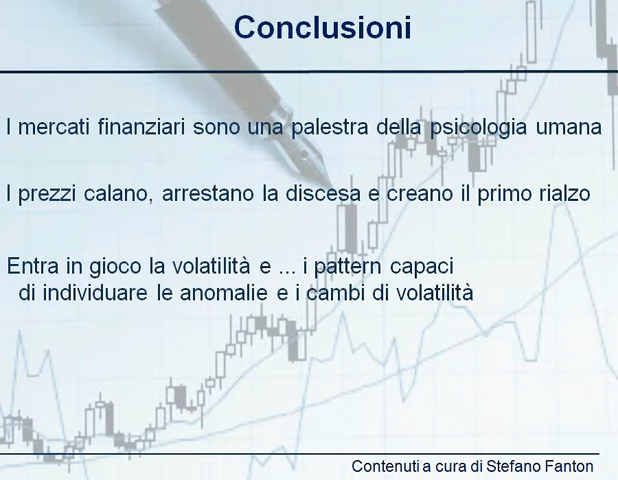 Conclusioni
I mercati finanziari sono una palestra della psicologia umana
I prezzi calano, arrestano la discesa e creano il primo rialzo
Entra in gioco la volatilità e ... i pattern capaci
di individuare le anomalie e i cambi di volatilità
Contenuti a cura di Stefano Fanton